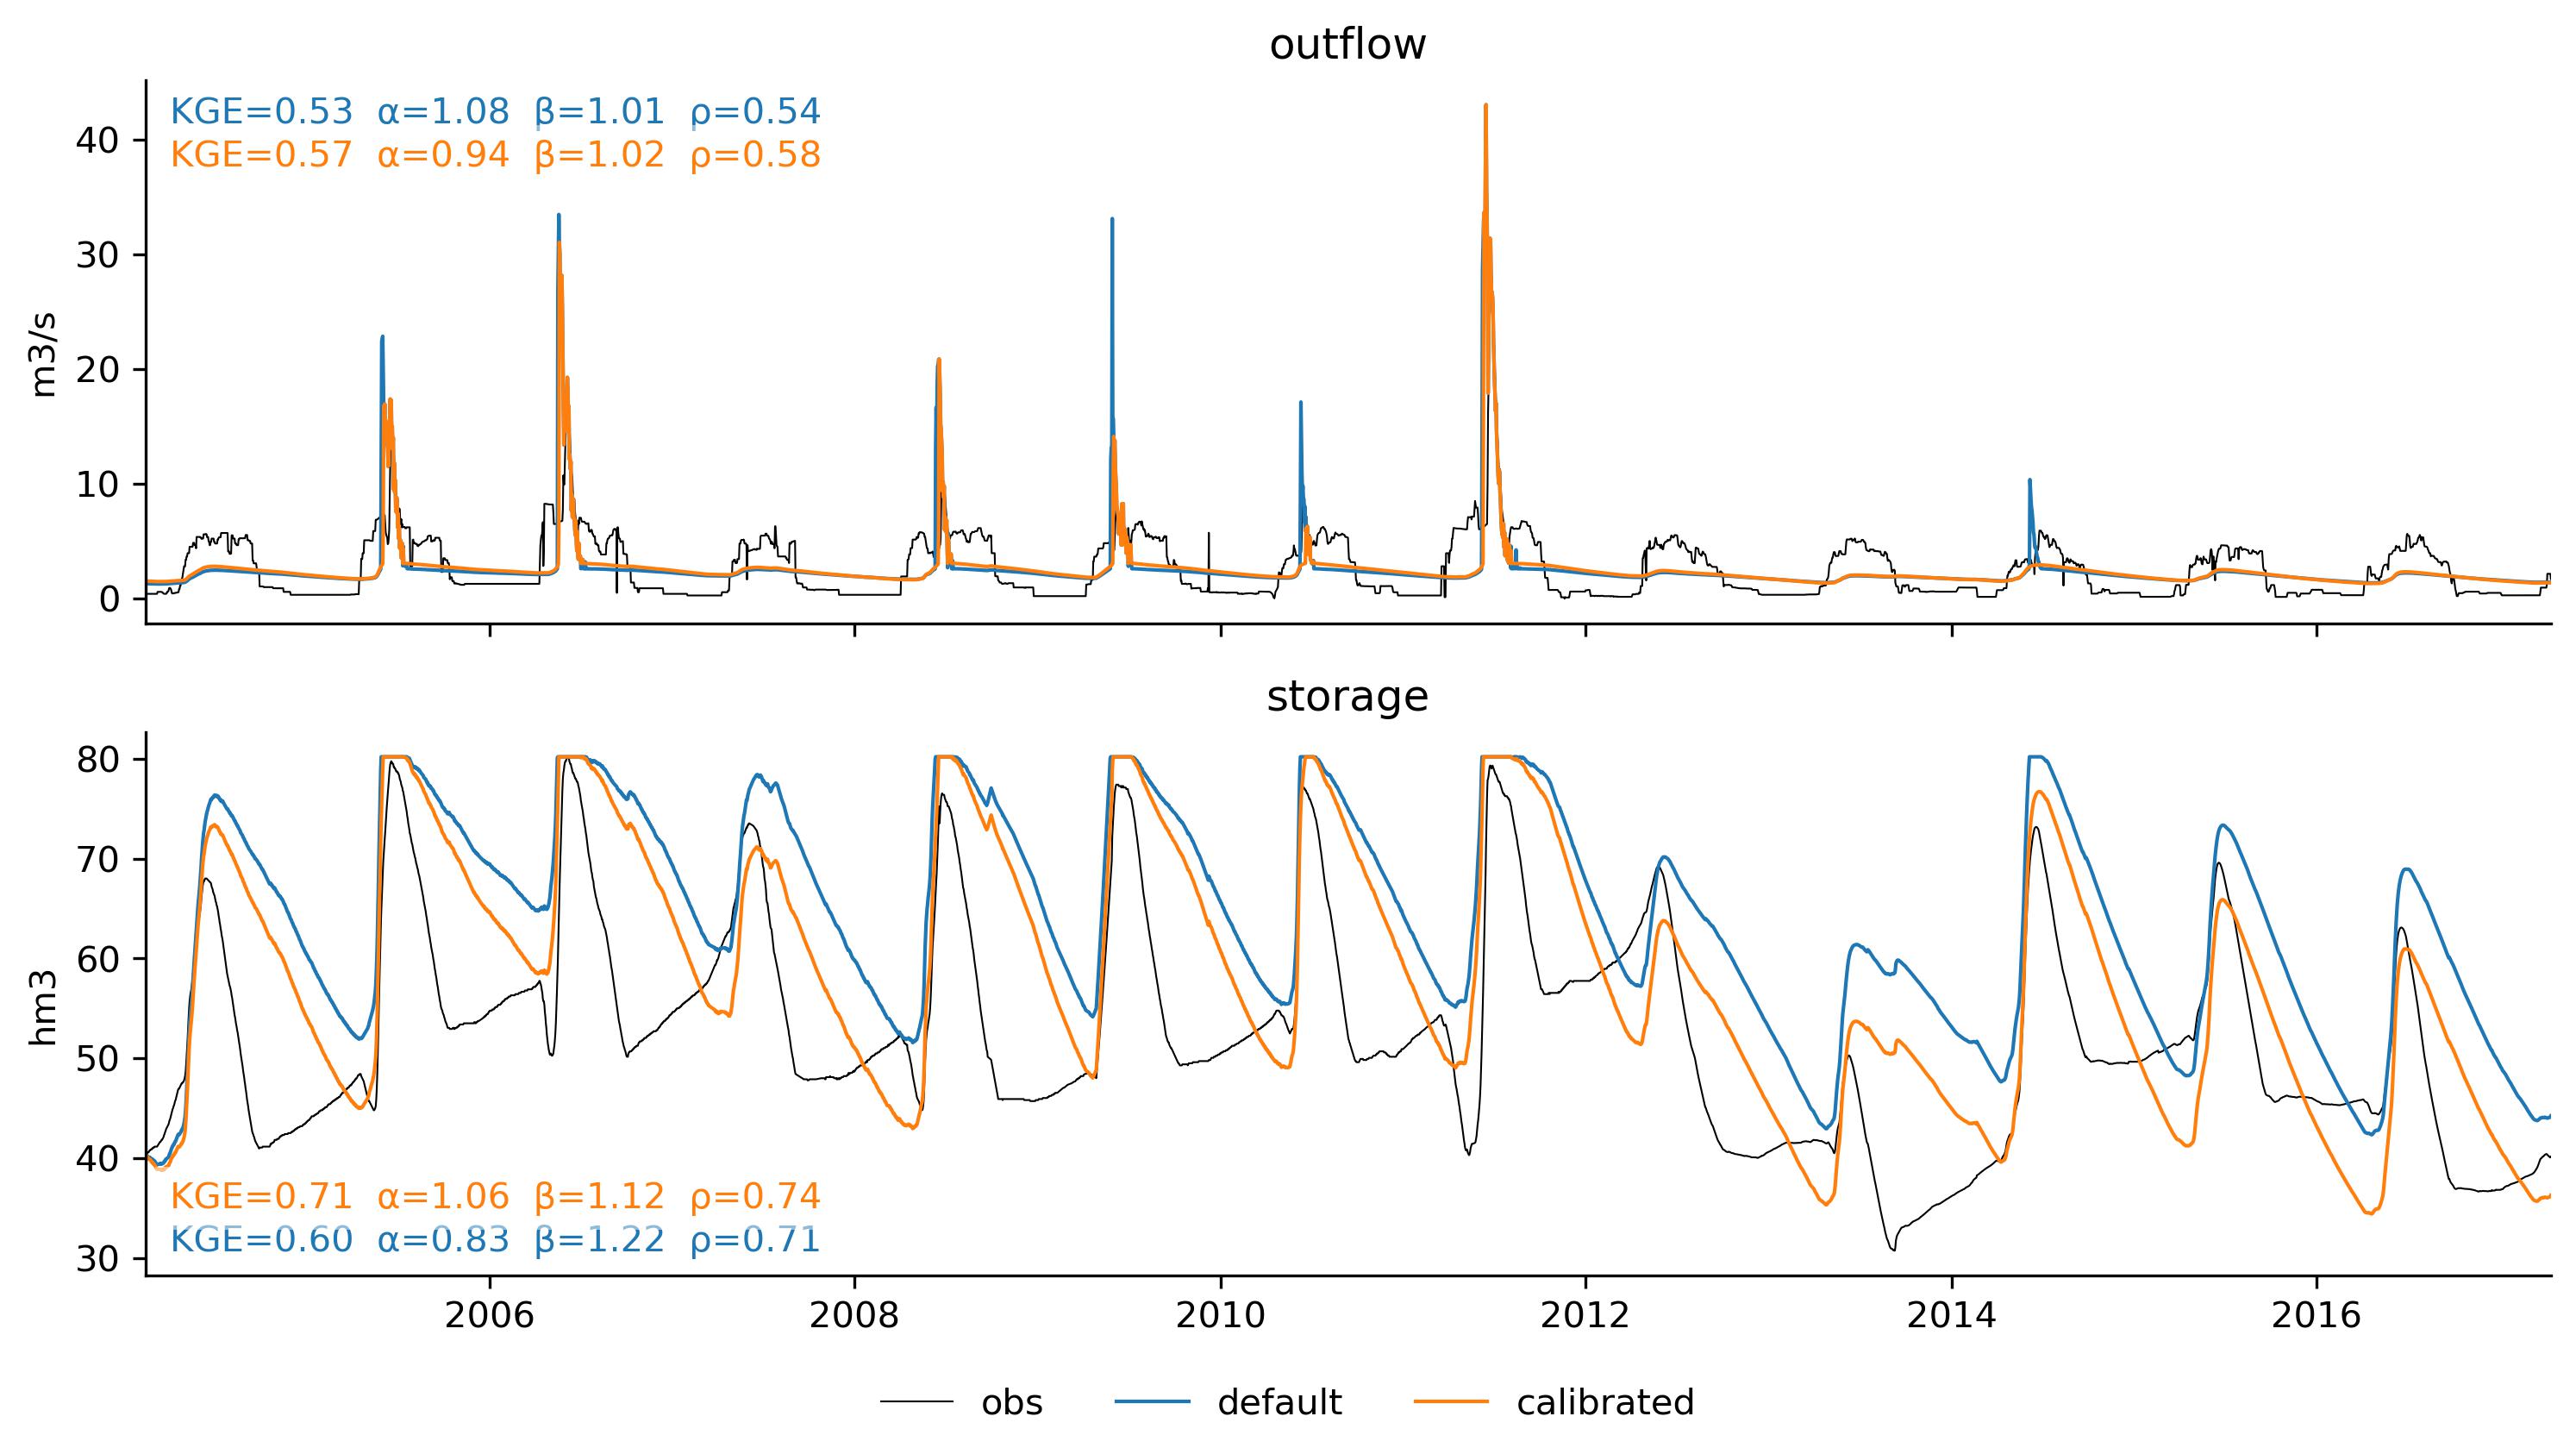 outflow
KGE=0.53 α=1.08 β=1.01 ρ=0.54
KGE=0.57 α=0.94 β=1.02 ρ=0.58
40
30
20
10
0
m3/s
storage
80
70
60
50
40
30
hm3
KGE=0.71 α=1.06 β=1.12 ρ=0.74
KGE=0.60 α=0.83 β=1.22 ρ=0.71
2006 2008 2010 2012 2014 2016
obs default calibrated